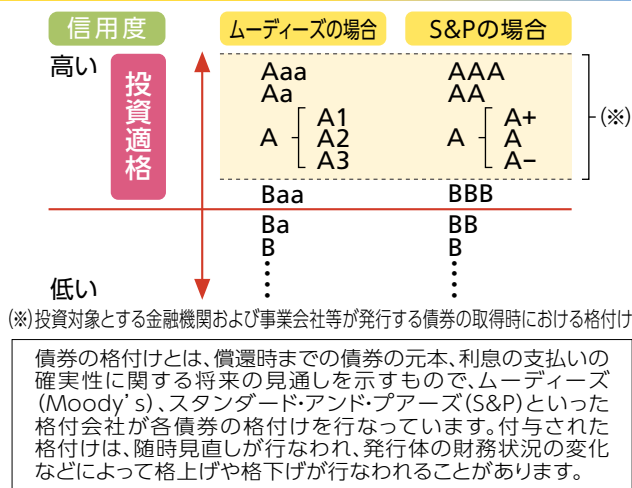 信用度 ムーディーズの場合 S&Pの場合
高い
投資適格
Aaa AAA
Aa AA
A A1 A A+
A2 A
A3 A−
(※)
Baa BBB
Ba BB
B B
低い
(※)投資対象とする金融機関および事業会社等が発行する債券の取得時における格付け
債券の格付けとは、償還時までの債券の元本、利息の支払いの
確実性に関する将来の見通しを示すもので、ムーディーズ
(Moody's)、スタンダード・アンド・プアーズ(S&P)といった
格付会社が各債券の格付けを行なっています。付与された
格付けは、随時見直しが行なわれ、発行体の財務状況の変化
などによって格上げや格下げが行なわれることがあります。